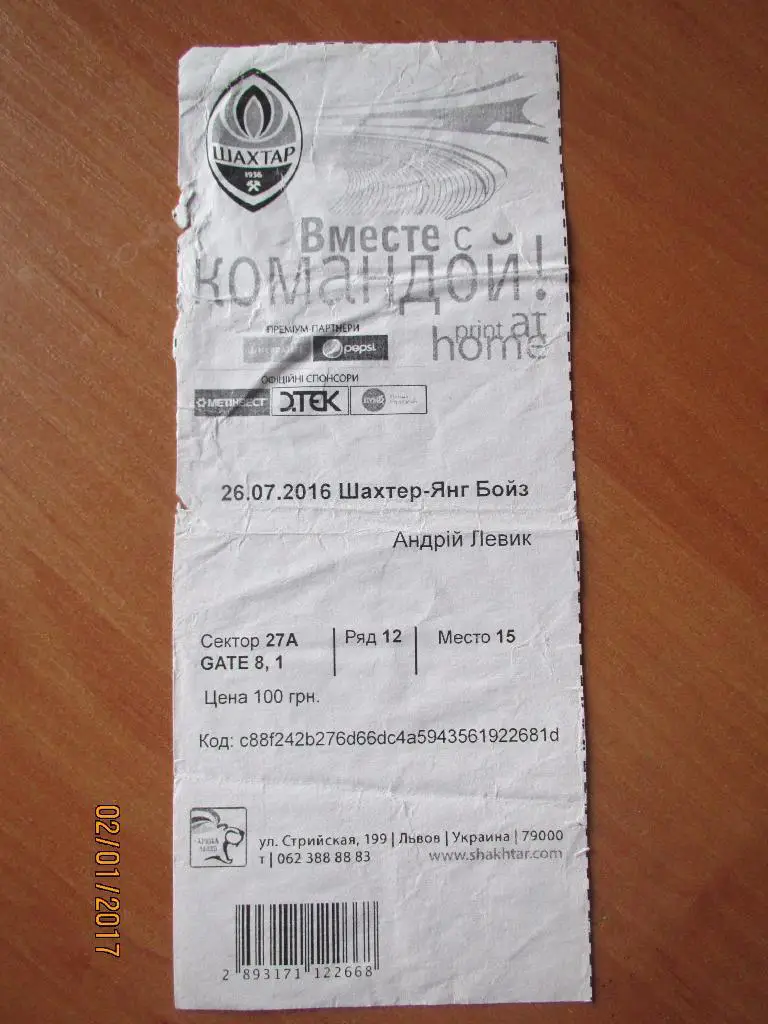 ШАХТАР
1936
Вместе с
командой!
print at
home
ПРЕМІУМ-ПАРТНЕРИ
pepsi
ОФІЦІЙНІ СПОНСОРИ
МЕТІНВЕСТ
ДТЕК
26.07.2016 Шахтер-Янг Бойз
Андрій Левик
Сектор 27А
Ряд 12
Место 15
GATE 8, 1
Цена 100 грн.
Код: c88f242b276d66dc4a5943561922681d
АРЕНА
ЛЬВІВ
ул. Стрийская, 199 | Львов | Украина | 79000
т | 062 388 88 83
www.shakhtar.com
2 893171 122668
02/01/2017